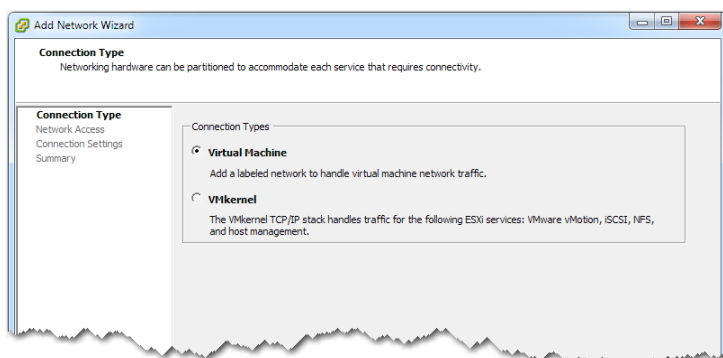 Add Network Wizard
Connection Type
Networking hardware can be partitioned to accommodate each service that requires connectivity.
Connection Type
Network Access
Connection Settings
Summary
Connection Types
Virtual Machine
Add a labeled network to handle virtual machine network traffic.
VMkernel
The VMkernel TCP/IP stack handles traffic for the following ESXi services: VMware vMotion, iSCSI, NFS,
and host management.